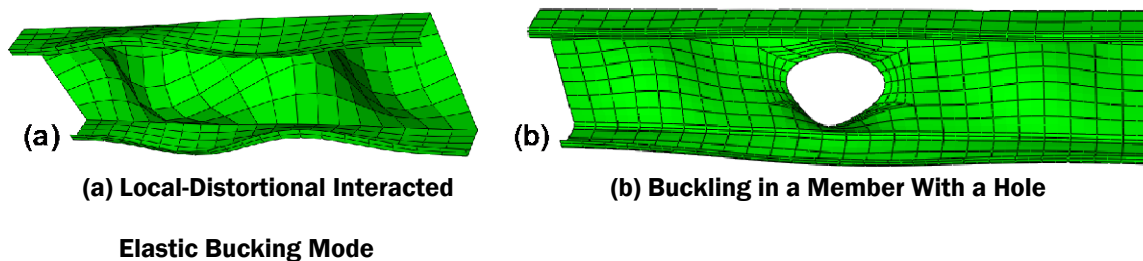 (a)
(b)
(a) Local-Distortional Interacted
Elastic Bucking Mode
(b) Buckling in a Member With a Hole